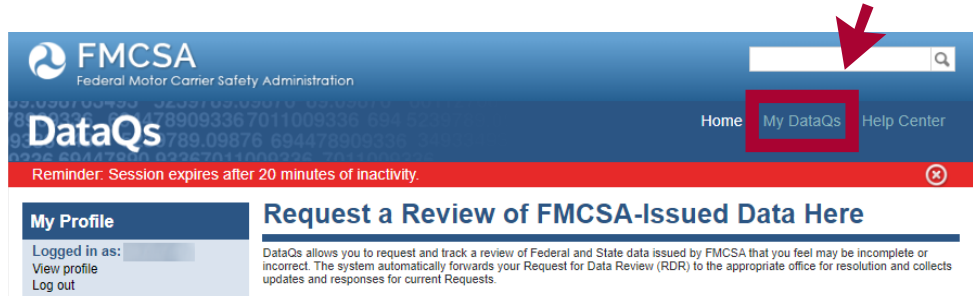 FMCSA
Federal Motor Carrier Safety Administration
DataQs
Home My DataQs Help Center
Reminder: Session expires after 20 minutes of inactivity.
My Profile
Logged in as:
View profile
Log out
Request a Review of FMCSA-Issued Data Here
DataQs allows you to request and track a review of Federal and State data issued by FMCSA that you feel may be incomplete or
incorrect. The system automatically forwards your Request for Data Review (RDR) to the appropriate office for resolution and collects
updates and responses for current Requests.